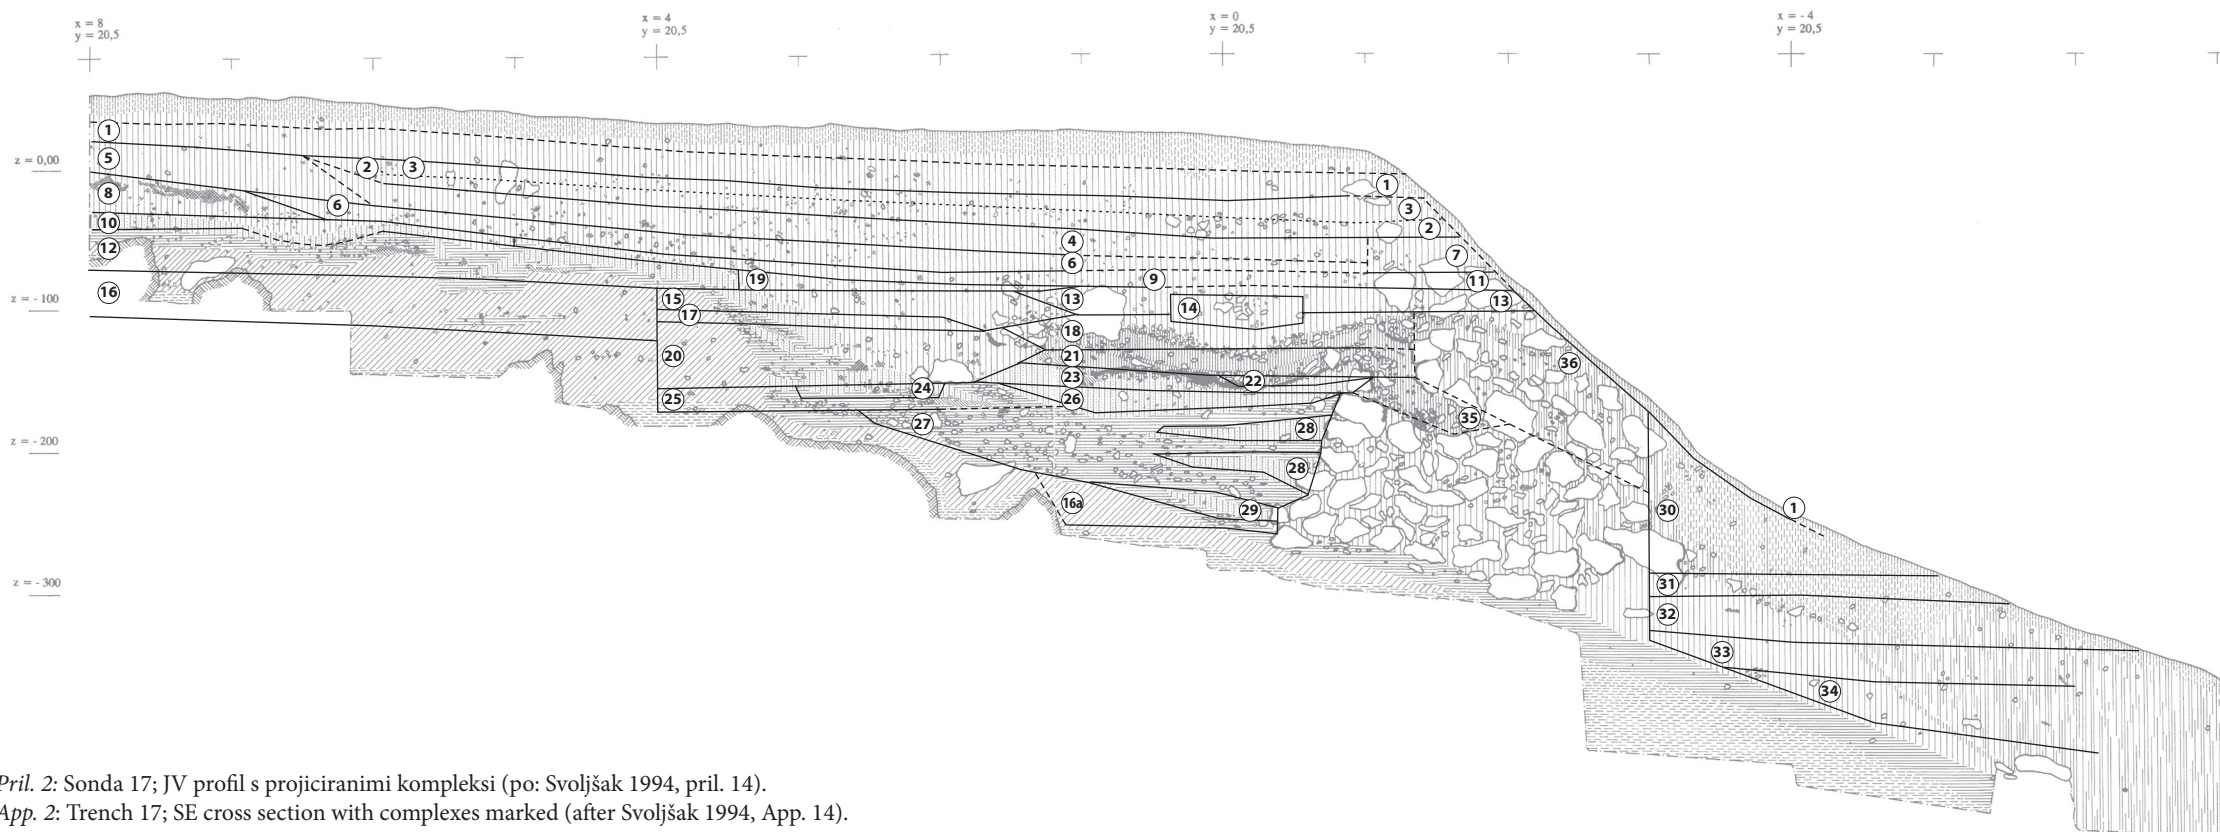 x = 8
y = 20,5
x = 4
y = 20,5
x = 0
y = 20,5
x = - 4
y = 20,5
z = 0,00
z = - 100
z = - 200
z = - 300
1
5
8
10
12
16
2
3
6
4
6
9
19
15
17
20
25
13
14
18
21
23
22
24
26
27
28
28
16a
29
1
3
2
7
11
13
36
35
30
1
31
32
33
34
Pril. 2: Sonda 17; JV profil s projiciranimi kompleksi (po: Svoljšak 1994, pril. 14).
App. 2: Trench 17; SE cross section with complexes marked (after Svoljšak 1994, App. 14).